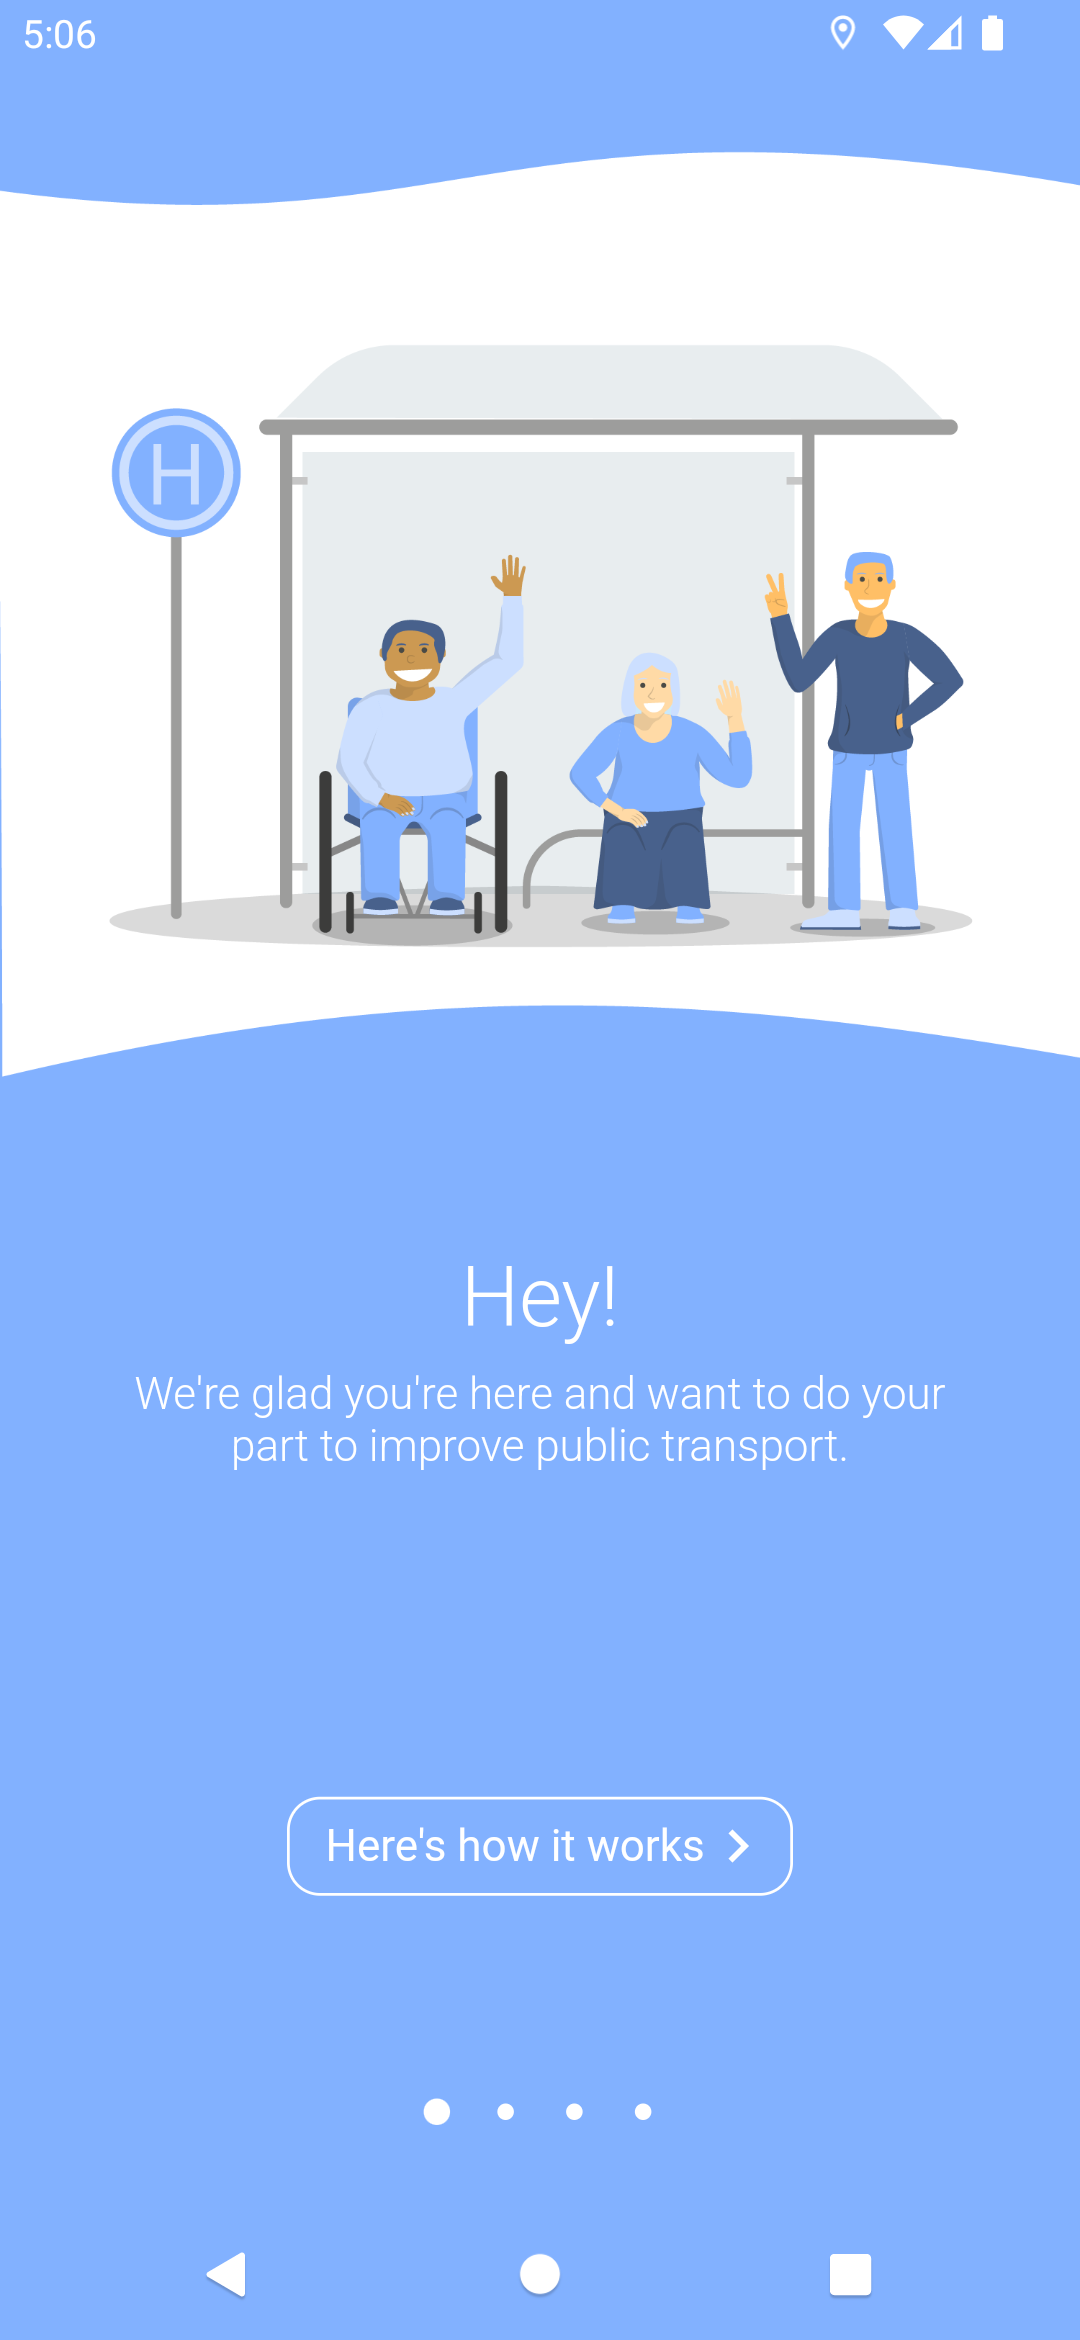 5:06
H
Hey!
We're glad you're here and want to do your
part to improve public transport.
Here's how it works